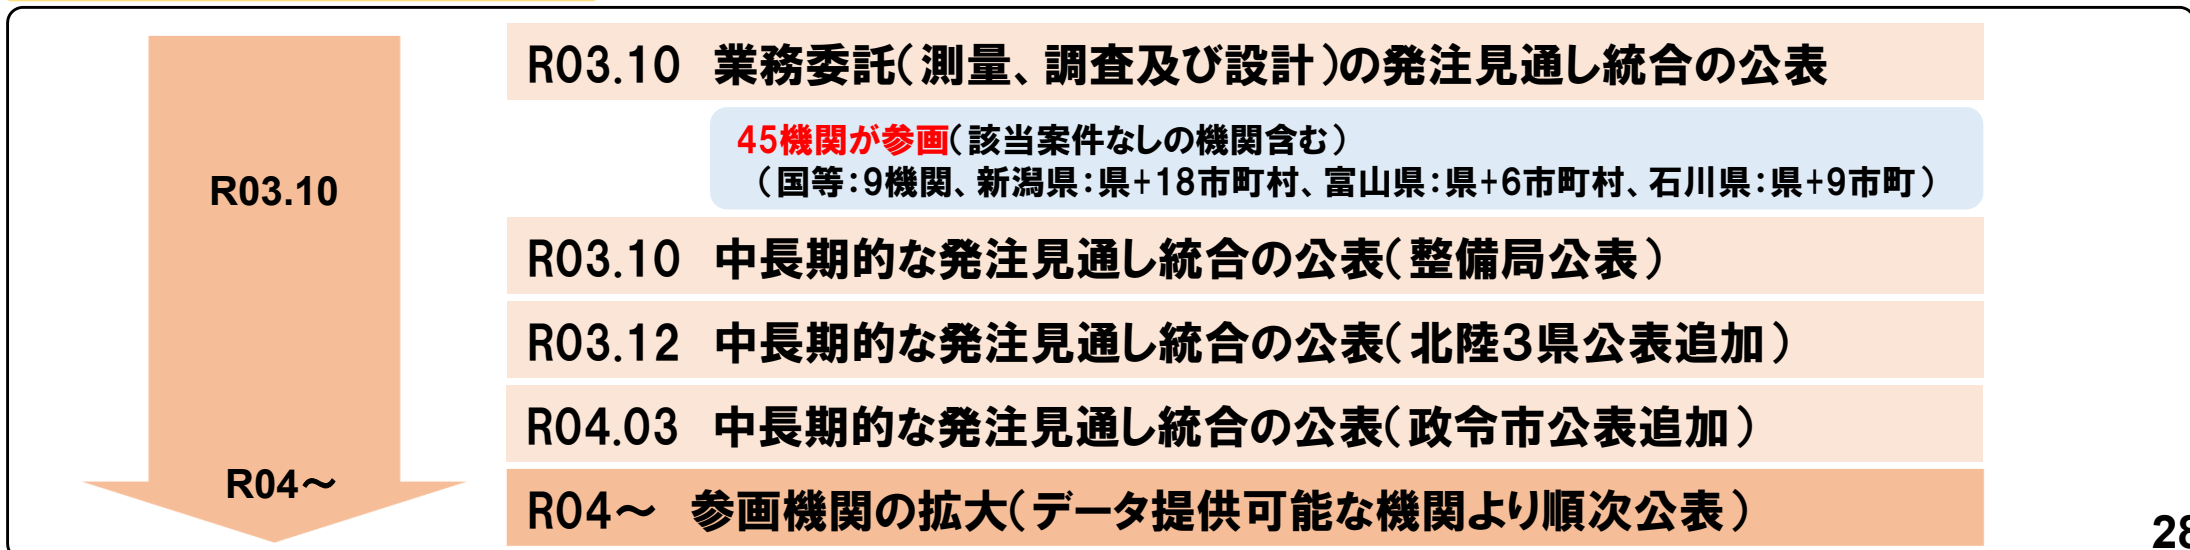 R03.10 業務委託(測量、調査及び設計)の発注見通し統合の公表
45機関が参画(該当案件なしの機関含む)
(国等:9機関、新潟県:県+18市町村、富山県:県+6市町村、石川県:県+9市町)
R03.10
R03.10 中長期的な発注見通し統合の公表(整備局公表)
R03.12 中長期的な発注見通し統合の公表(北陸3県公表追加)
R04.03 中長期的な発注見通し統合の公表(政令市公表追加)
R04～
R04～ 参画機関の拡大(データ提供可能な機関より順次公表)
28